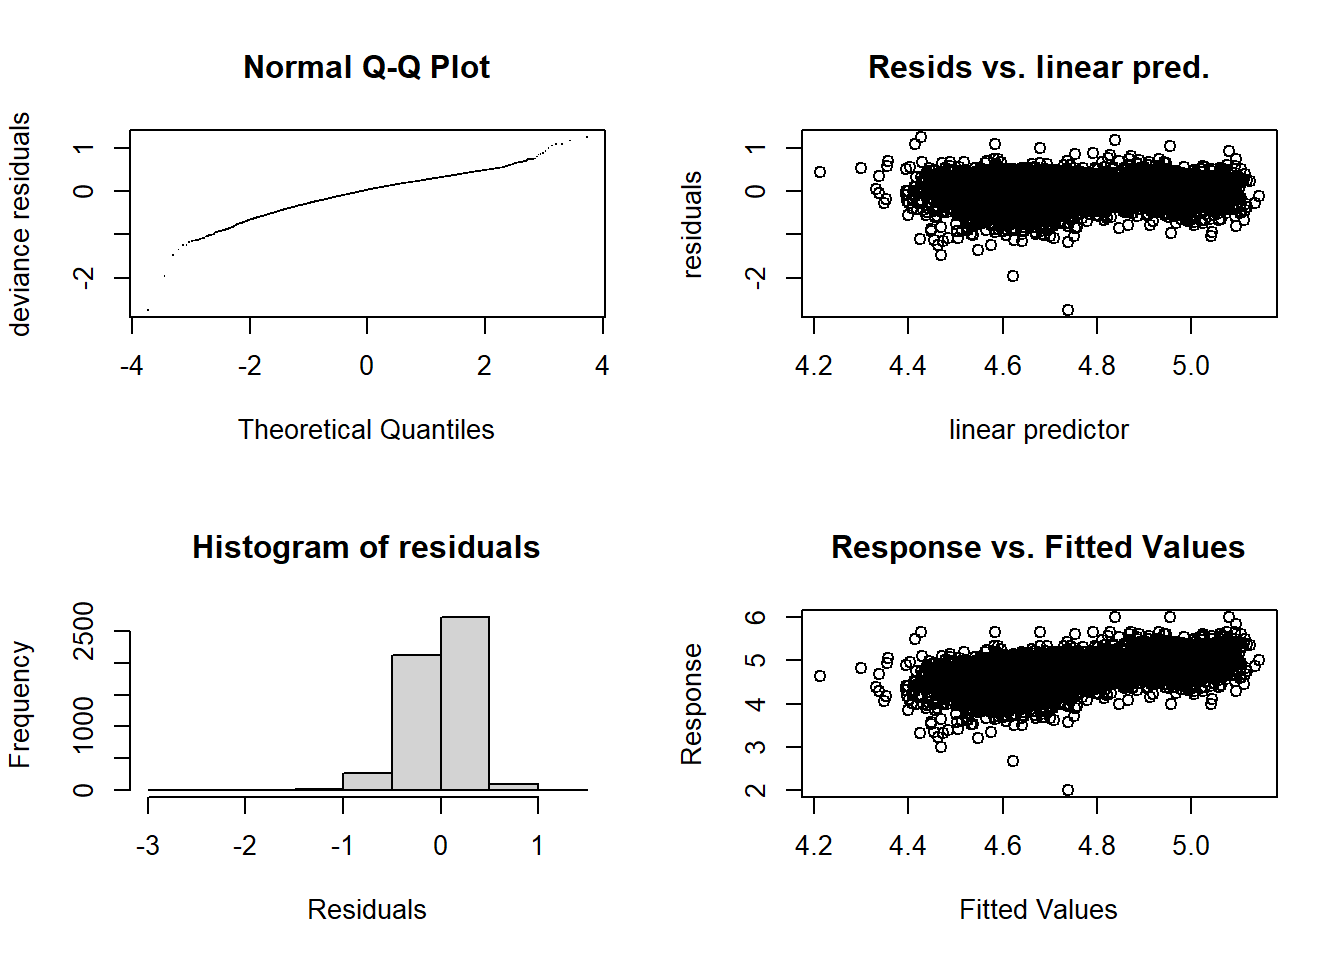 Normal Q-Q Plot
deviance residuals
-2
0
1
-4
-2
0
2
4
Theoretical Quantiles
Resids vs. linear pred.
residuals
-2
0
1
4.2
4.4
4.6
4.8
5.0
linear predictor
Histogram of residuals
Frequency
0
1000
2500
-3
-2
-1
0
1
Residuals
Response vs. Fitted Values
Response
2
3
4
5
6
4.2
4.4
4.6
4.8
5.0
Fitted Values